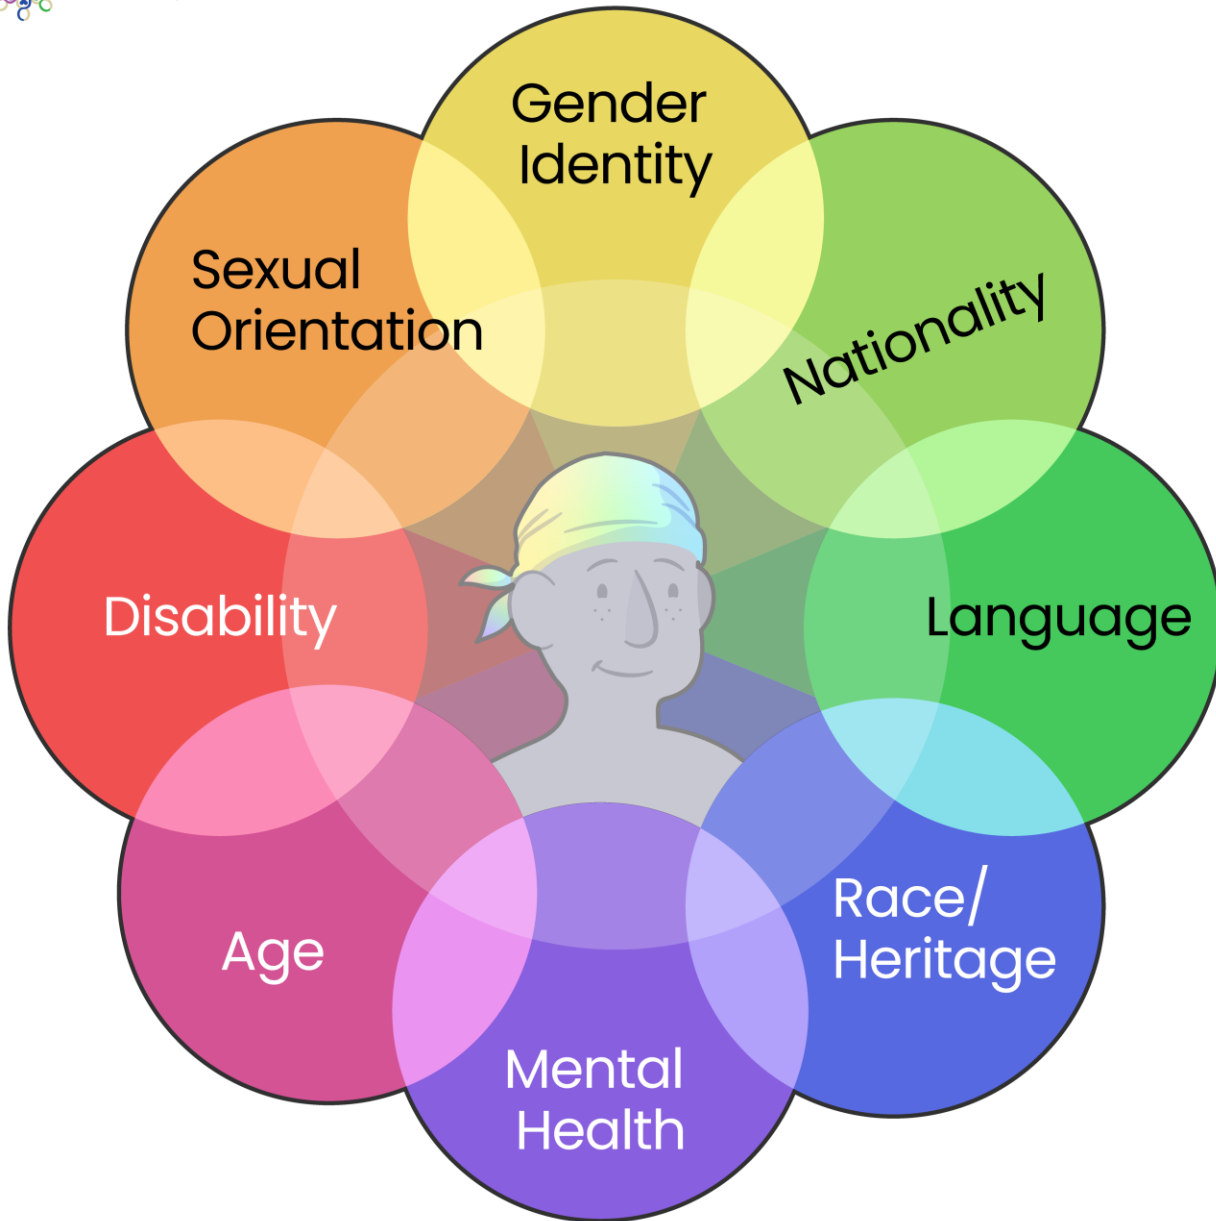 Gender
Identity
Sexual
Orientation
Nationality
Disability
Language
Race/
Heritage
Age
Mental
Health